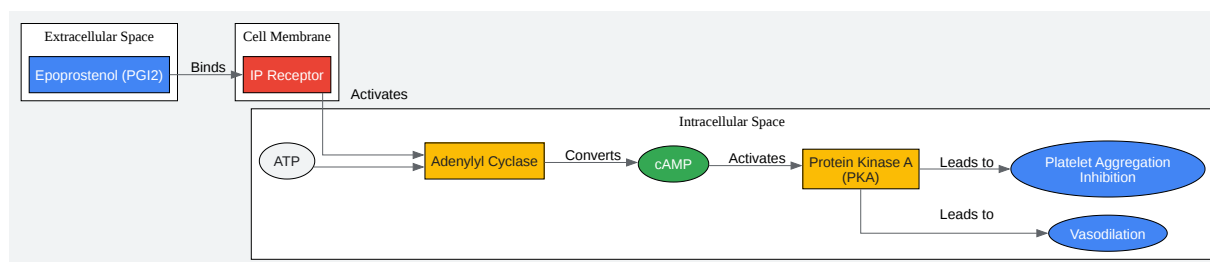 Extracellular Space
Epoprostenol (PGI2)
Binds
Cell Membrane
IP Receptor
Activates
Intracellular Space
ATP
Adenylyl Cyclase
Converts
cAMP
Activates
Protein Kinase A
(PKA)
Leads to
Platelet Aggregation
Inhibition
Leads to
Vasodilation